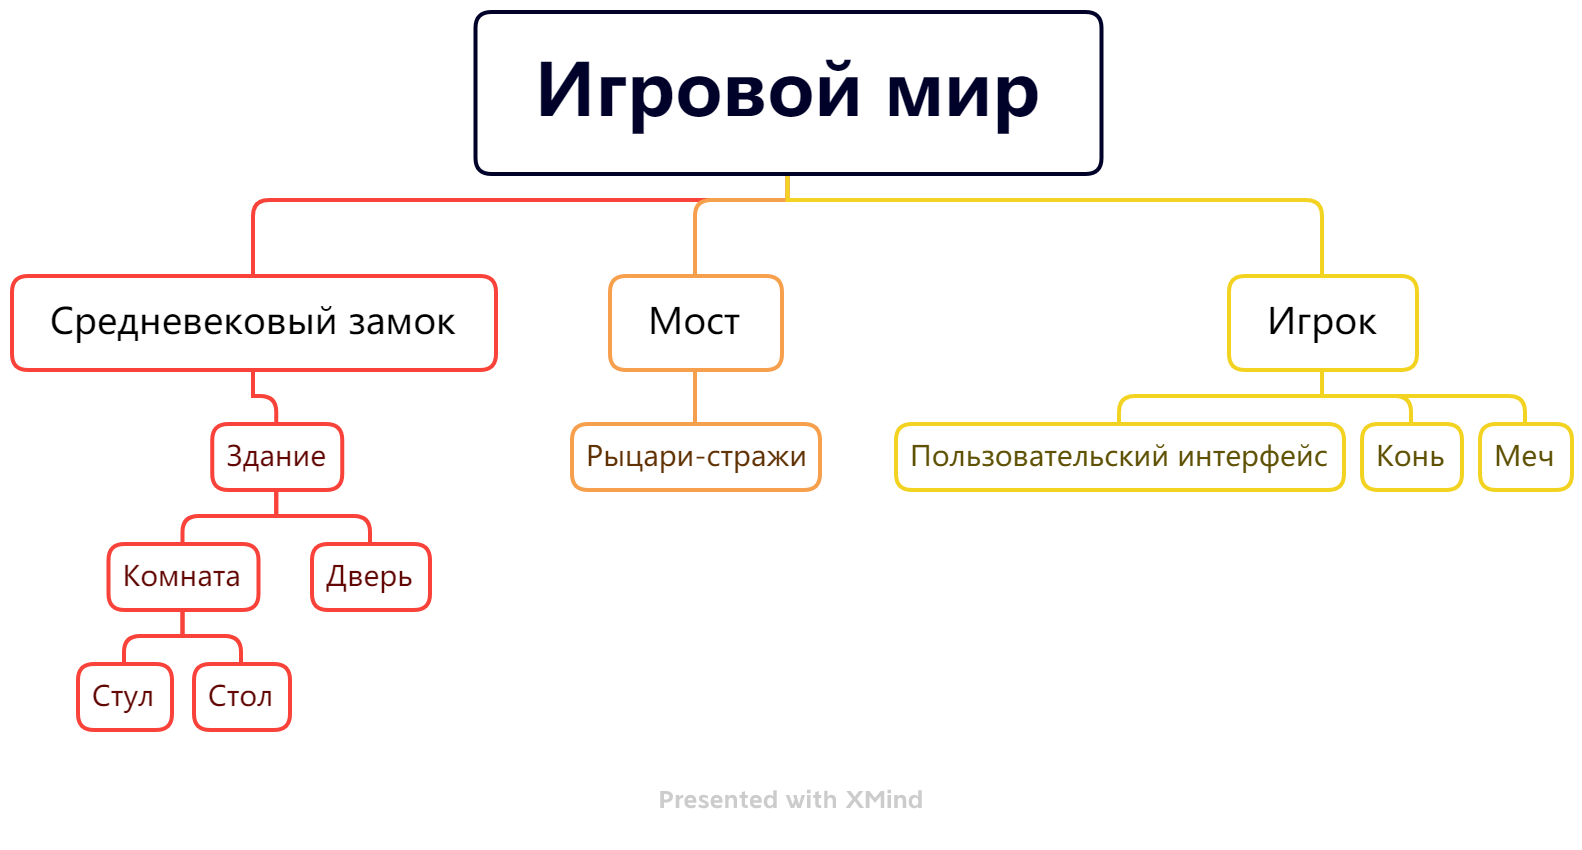 Игровой мир
Средневековый замок
Мост
Игрок
Здание
Рыцари-стражи
Пользовательский интерфейс
Конь
Меч
Комната
Дверь
Стул
Стол
Presented with XMind